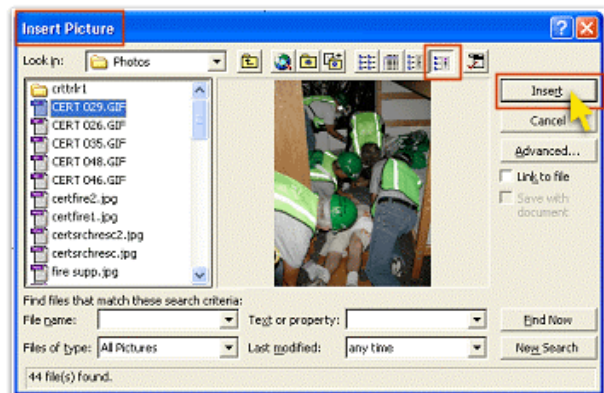 Insert Picture
Look in: Photos
crttrlr1
CERT 029.GIF
CERT 026.GIF
CERT 035.GIF
CERT 048.GIF
CERT 046.GIF
certfire2.jpg
certfire1.jpg
certsrchresc2.jpg
certsrchresc.jpg
fire supp.jpg
Insert
Cancel
Advanced...
Link to file
Save with
document
Find files that match these search criteria:
File name: Text or property: Find Now
Files of type: All Pictures Last modified: any time New Search
44 file(s) found.